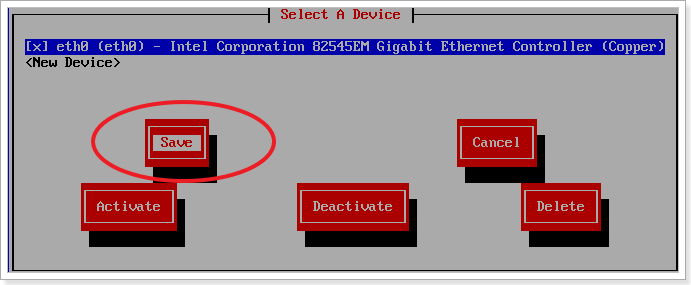 Select A Device
[x] eth0 (eth0) - Intel Corporation 82545EM Gigabit Ethernet Controller (Copper)
<New Device>
Save Cancel
Activate Deactivate Delete